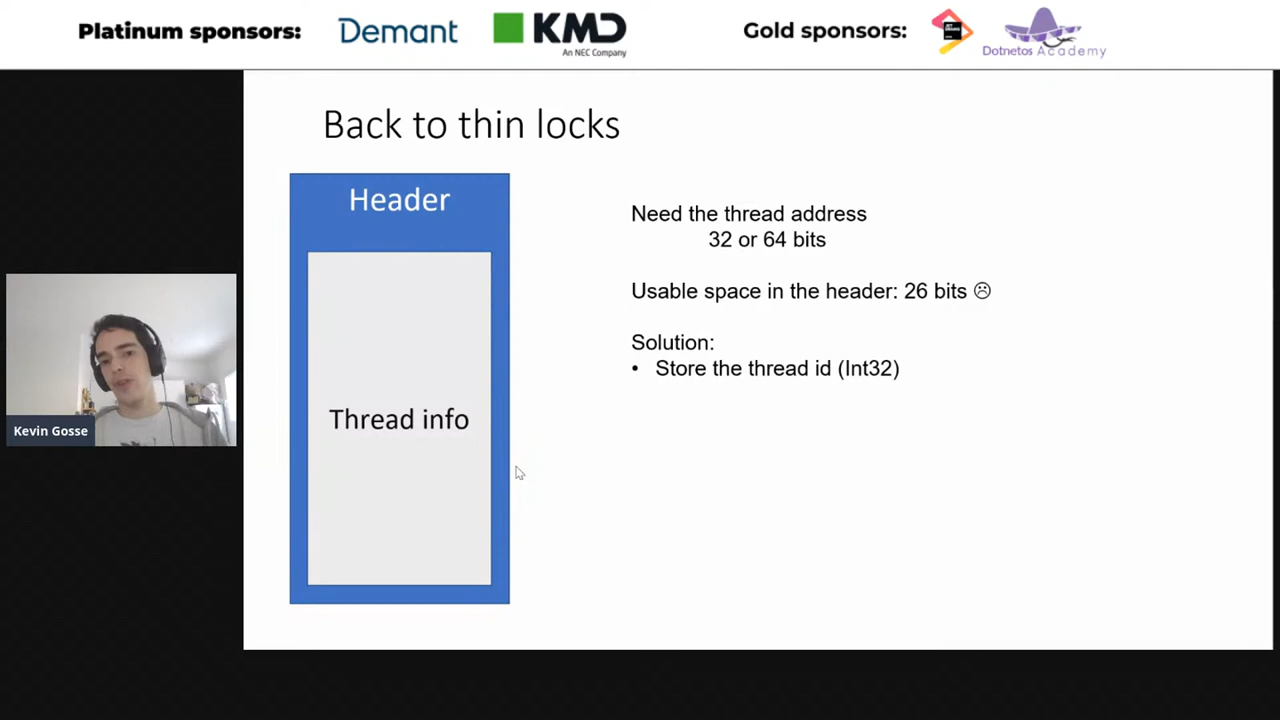 Platinum sponsors:
Demant
KMD
An NEC Company
Gold sponsors:
JET
BRAINS
Dotnetos Academy
Back to thin locks
Header
Thread info
Need the thread address
32 or 64 bits
Usable space in the header: 26 bits ☹
Solution:
• Store the thread id (Int32)
Kevin Gosse